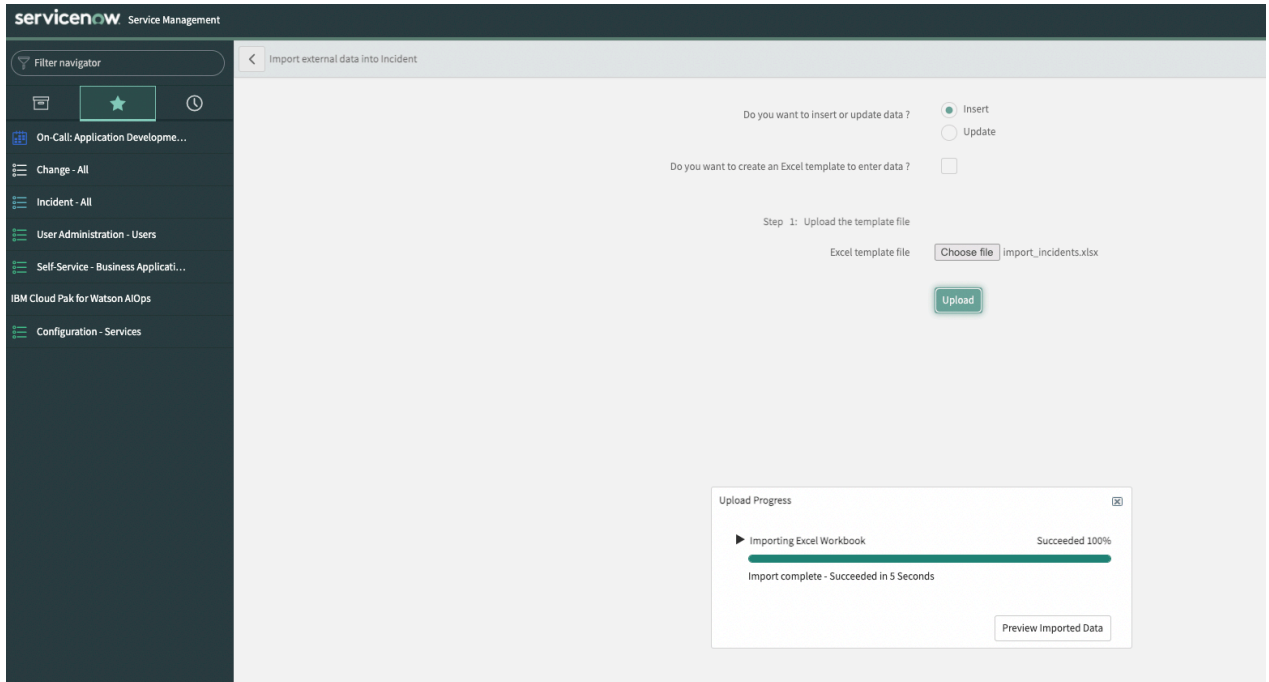 servicenow. Service Management
Filter navigator
Import external data into Incident
On-Call: Application Developme...
Change - All
Incident - All
User Administration - Users
Self-Service - Business Applicati...
IBM Cloud Pak for Watson AIOps
Configuration - Services
Do you want to insert or update data ?
Insert
Update
Do you want to create an Excel template to enter data ?
Step 1: Upload the template file
Excel template file
Choose file import_incidents.xlsx
Upload
Upload Progress
Importing Excel Workbook Succeeded 100%
Import complete - Succeeded in 5 Seconds
Preview Imported Data